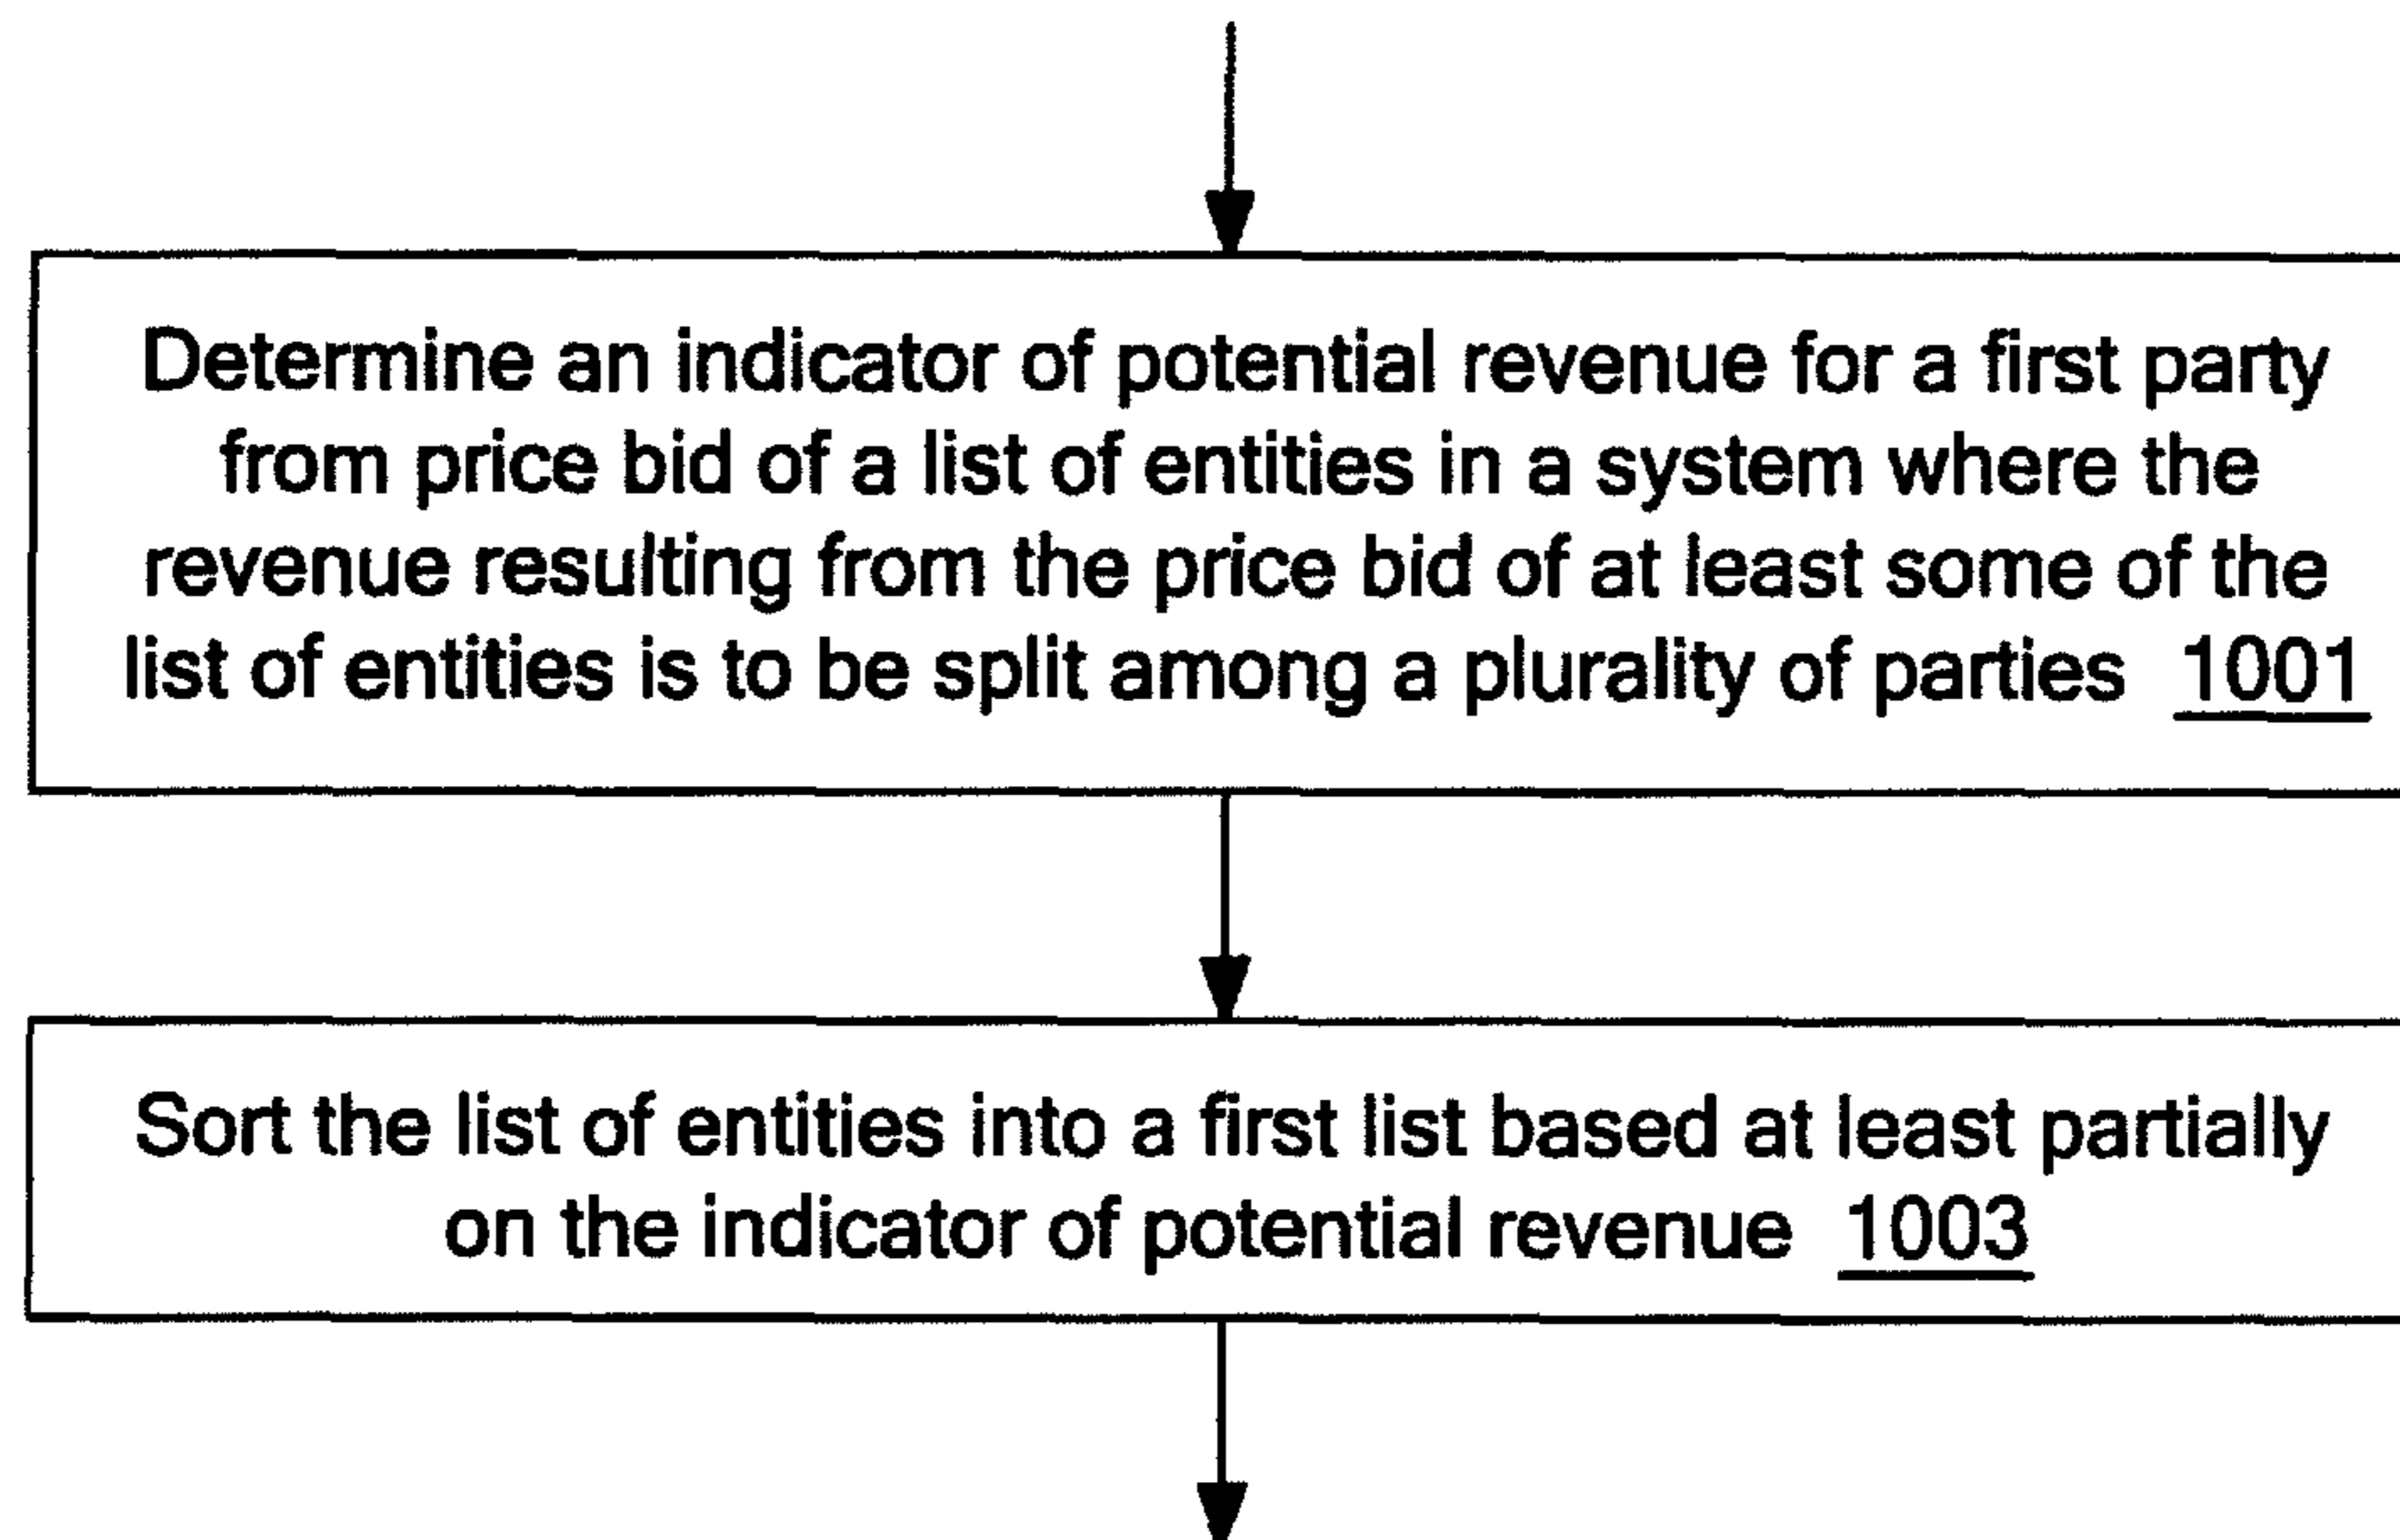 Determine an indicator of potential revenue for a first party
from price bid of a list of entities in a system where the
revenue resulting from the price bid of at least some of the
list of entities is to be split among a plurality of parties 1001
Sort the list of entities into a first list based at least partially
on the indicator of potential revenue 1003